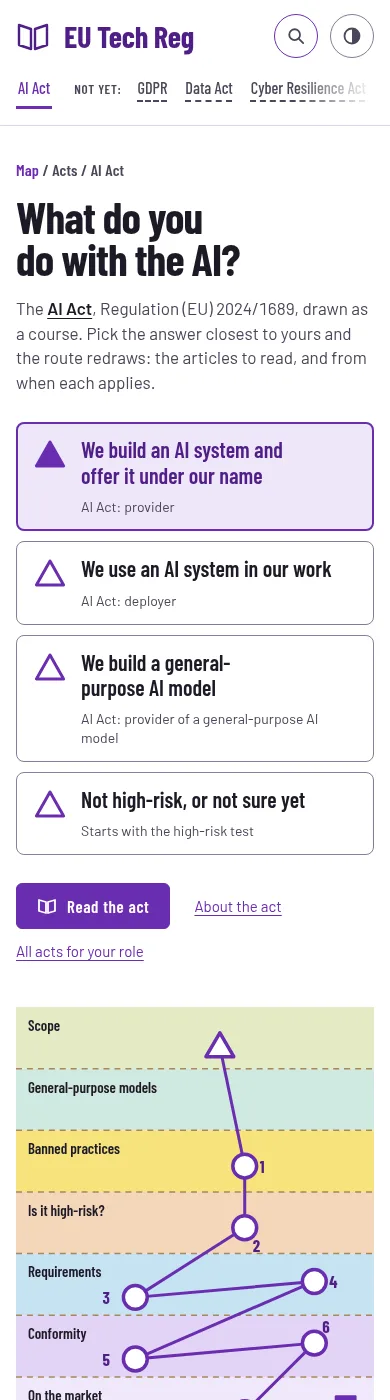 EU Tech Reg
AI Act NOT YET: GDPR Data Act Cyber Resilience Act
Map / Acts / AI Act
What do you
do with the AI?
The AI Act, Regulation (EU) 2024/1689, drawn as
a course. Pick the answer closest to yours and
the route redraws: the articles to read, and from
when each applies.
We build an AI system and
offer it under our name
AI Act: provider
We use an AI system in our work
AI Act: deployer
We build a general-
purpose AI model
AI Act: provider of a general-purpose AI
model
Not high-risk, or not sure yet
Starts with the high-risk test
Read the act
About the act
All acts for your role
Scope
General-purpose models
Banned practices
1
Is it high-risk?
2
Requirements
3
4
Conformity
6
5
On the market